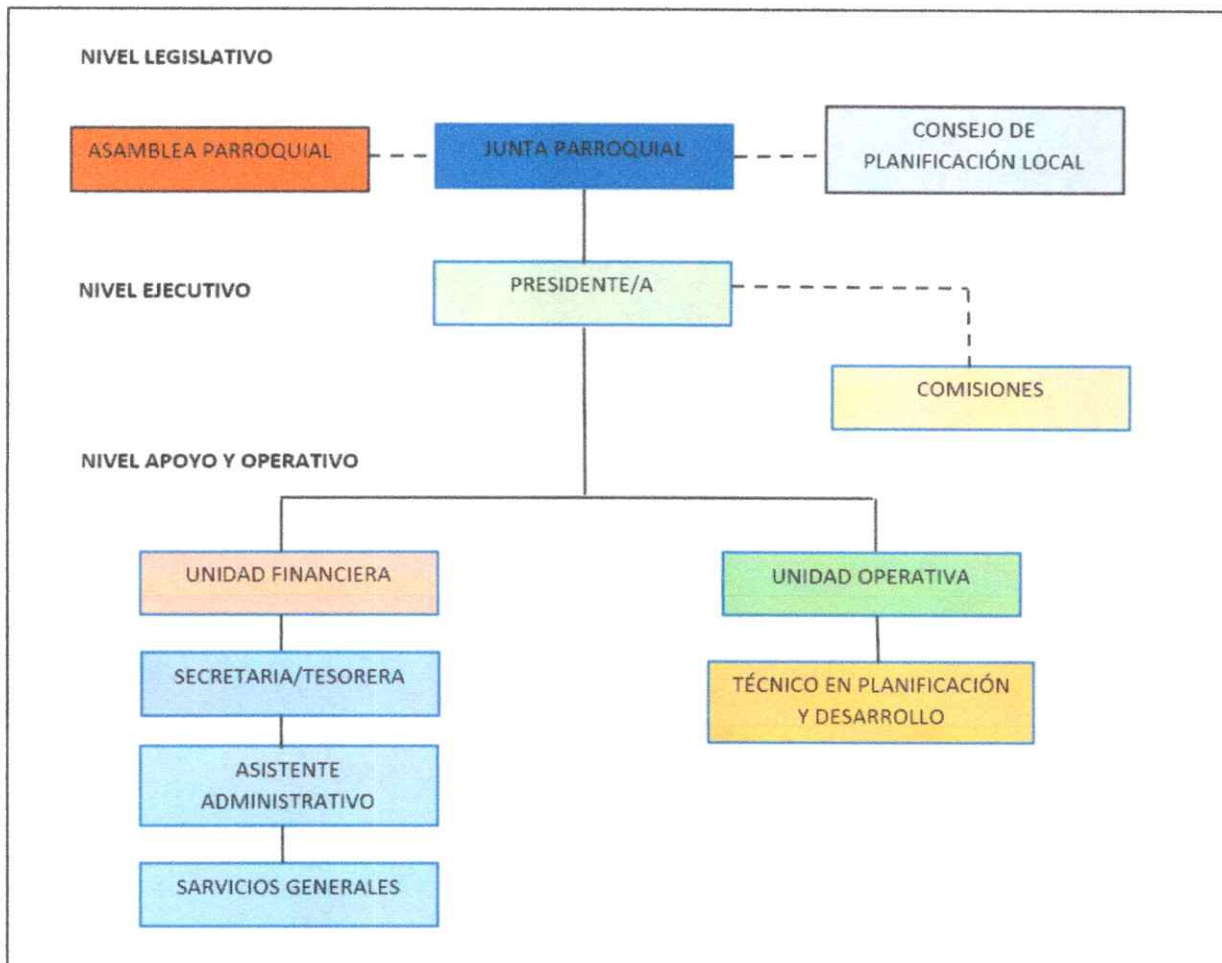 NIVEL LEGISLATIVO
ASAMBLEA PARROQUIAL
JUNTA PARROQUIAL
CONSEJO DE
PLANIFICACIÓN LOCAL
NIVEL EJECUTIVO
PRESIDENTE/A
COMISIONES
NIVEL APOYO Y OPERATIVO
UNIDAD FINANCIERA
UNIDAD OPERATIVA
SECRETARIA/TESORERA
TÉCNICO EN PLANIFICACIÓN
Y DESARROLLO
ASISTENTE
ADMINISTRATIVO
SARVICIOS GENERALES